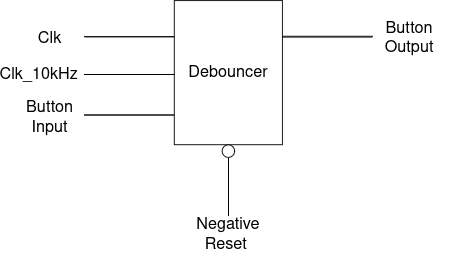 Clk
Clk_10kHz
Button
Input
Debouncer
Button
Output
Negative
Reset